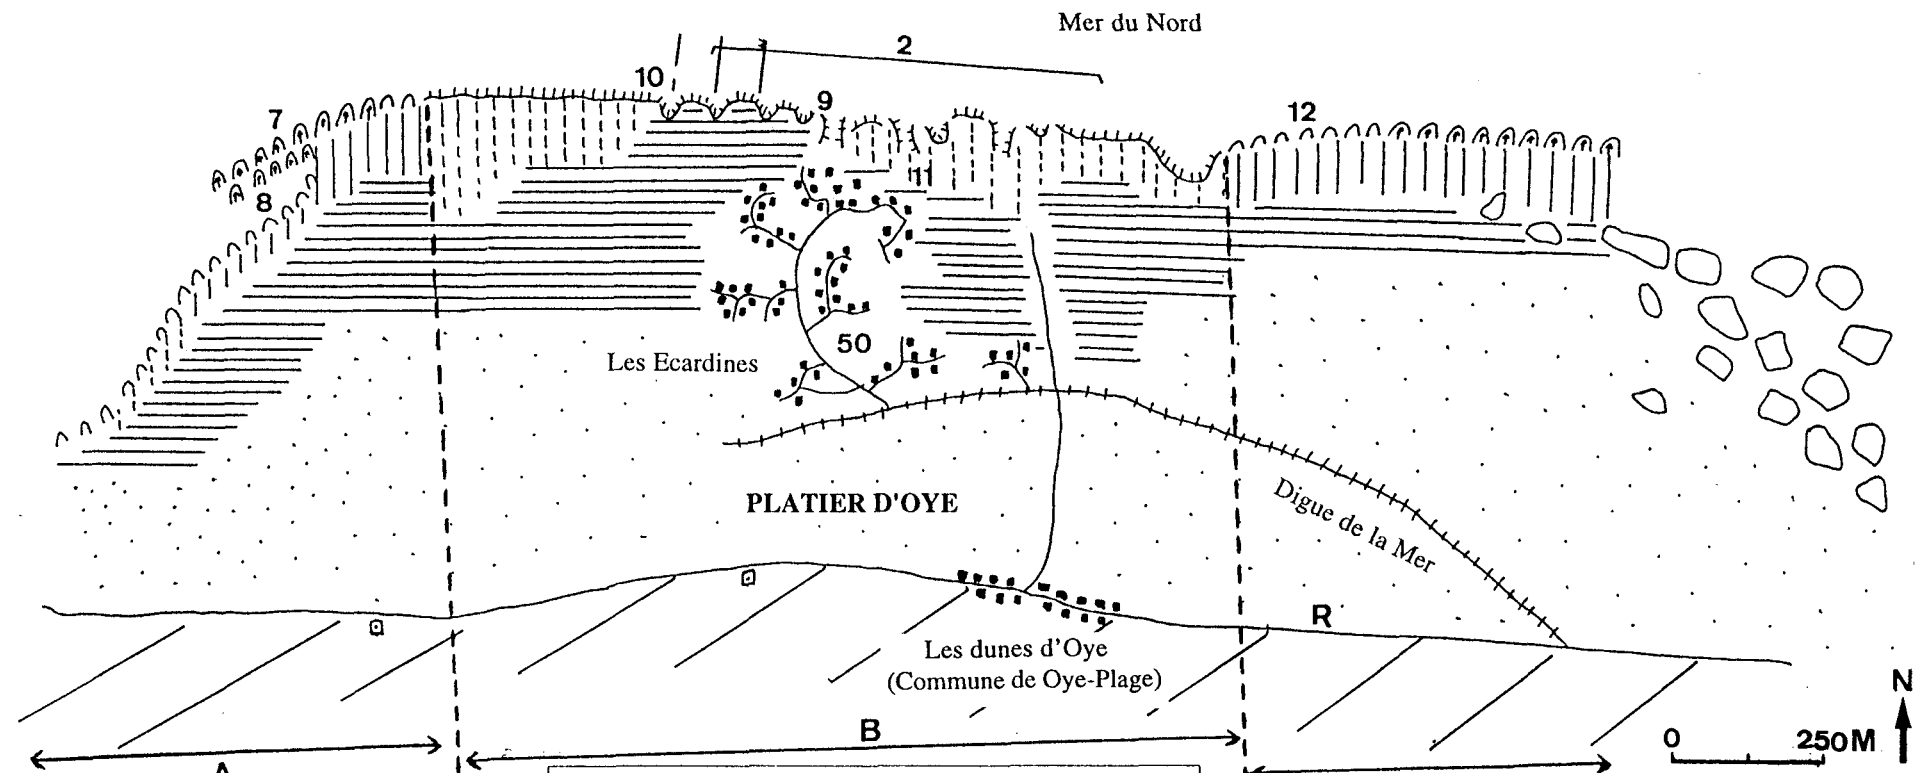 Mer du Nord
2
10
9
7
12
11
8
50
Les Ecardines
PLATIER D'OYE
Digue de la Mer
R
Les dunes d'Oye
(Commune de Oye-Plage)
N
B
0 250M
A